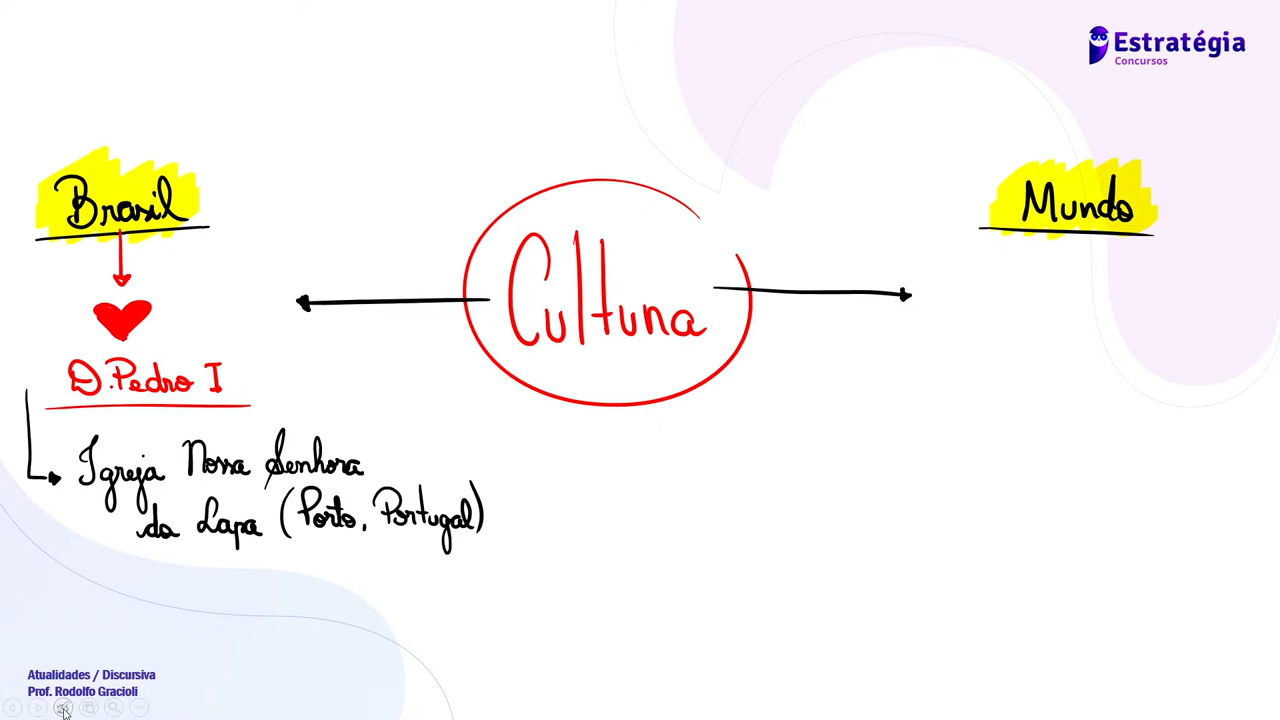 Estratégia
Concursos
Brasil
Mundo
Cultura
D. Pedro I
Igreja Nossa Senhora
da Lapa (Porto, Portugal)
Atualidades / Discursiva
Prof. Rodolfo Gracioli